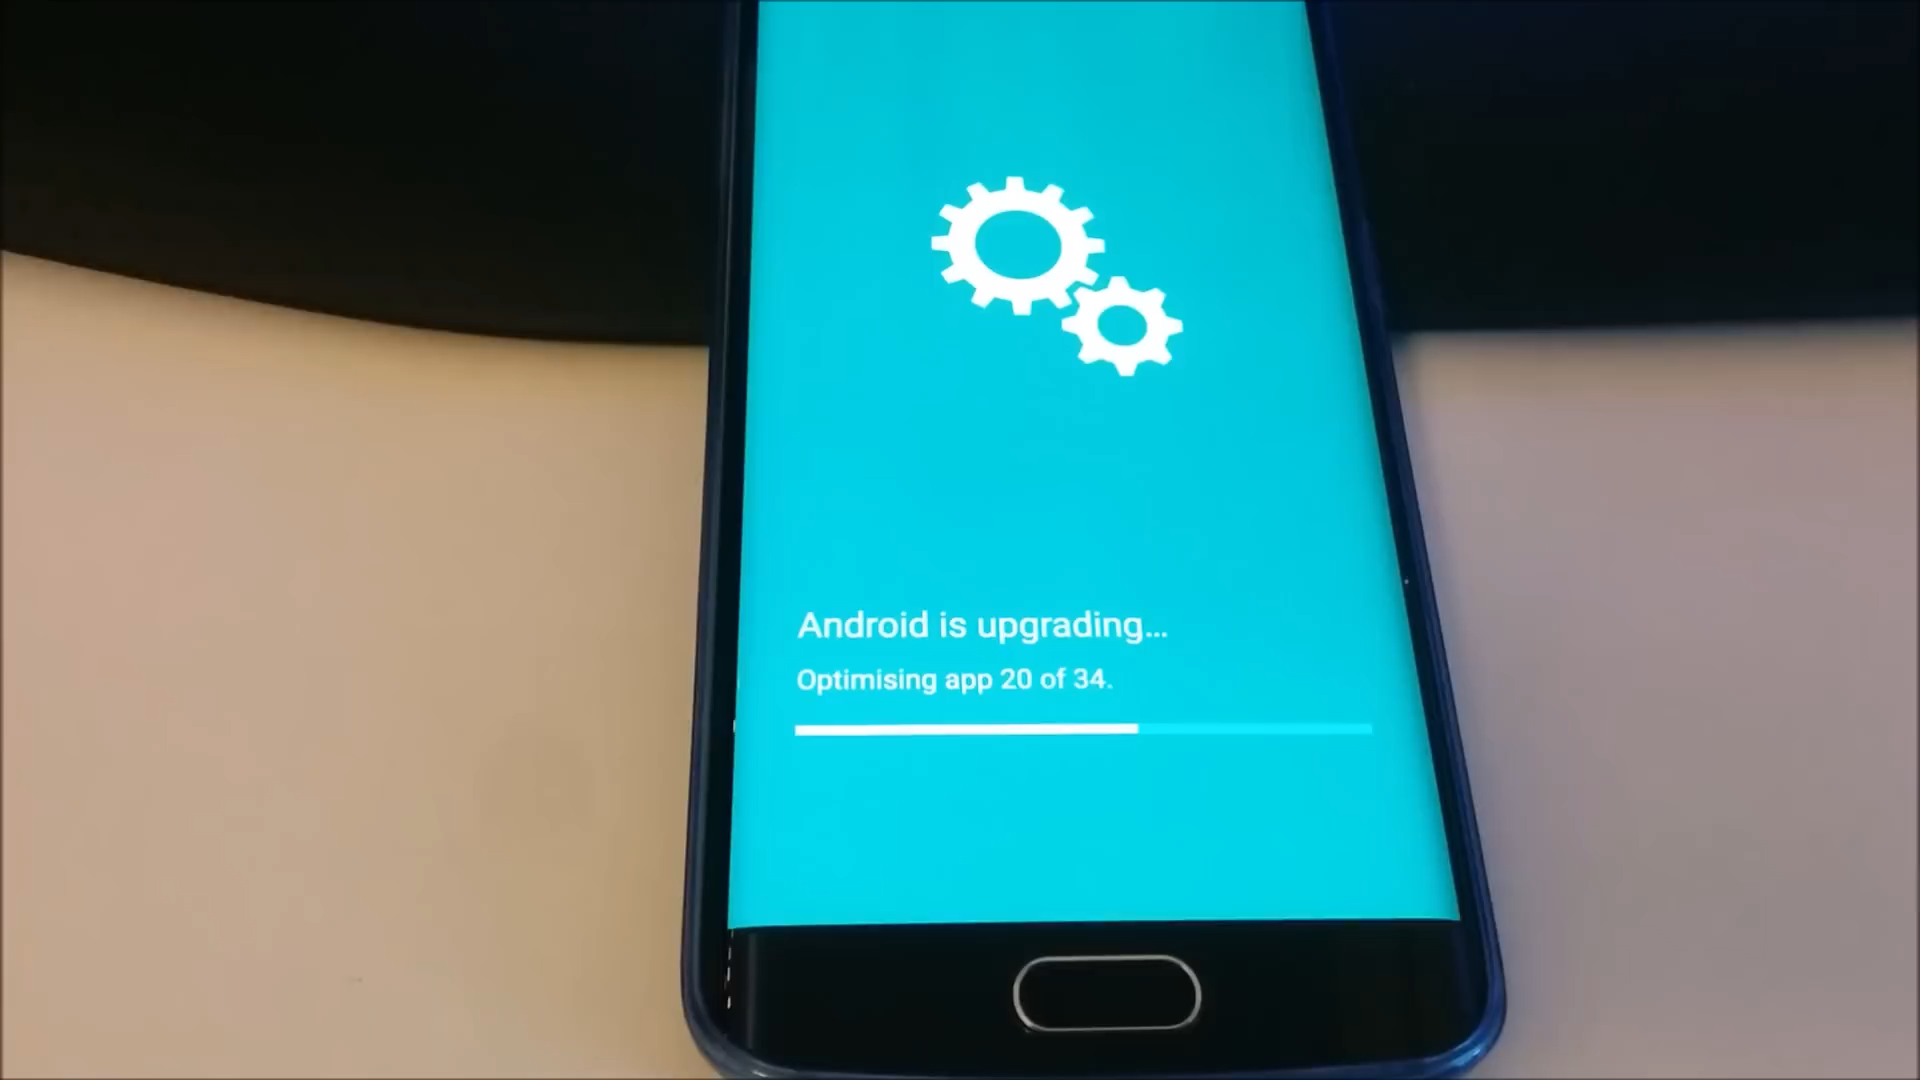 Android is upgrading...
Optimising app 20 of 34.